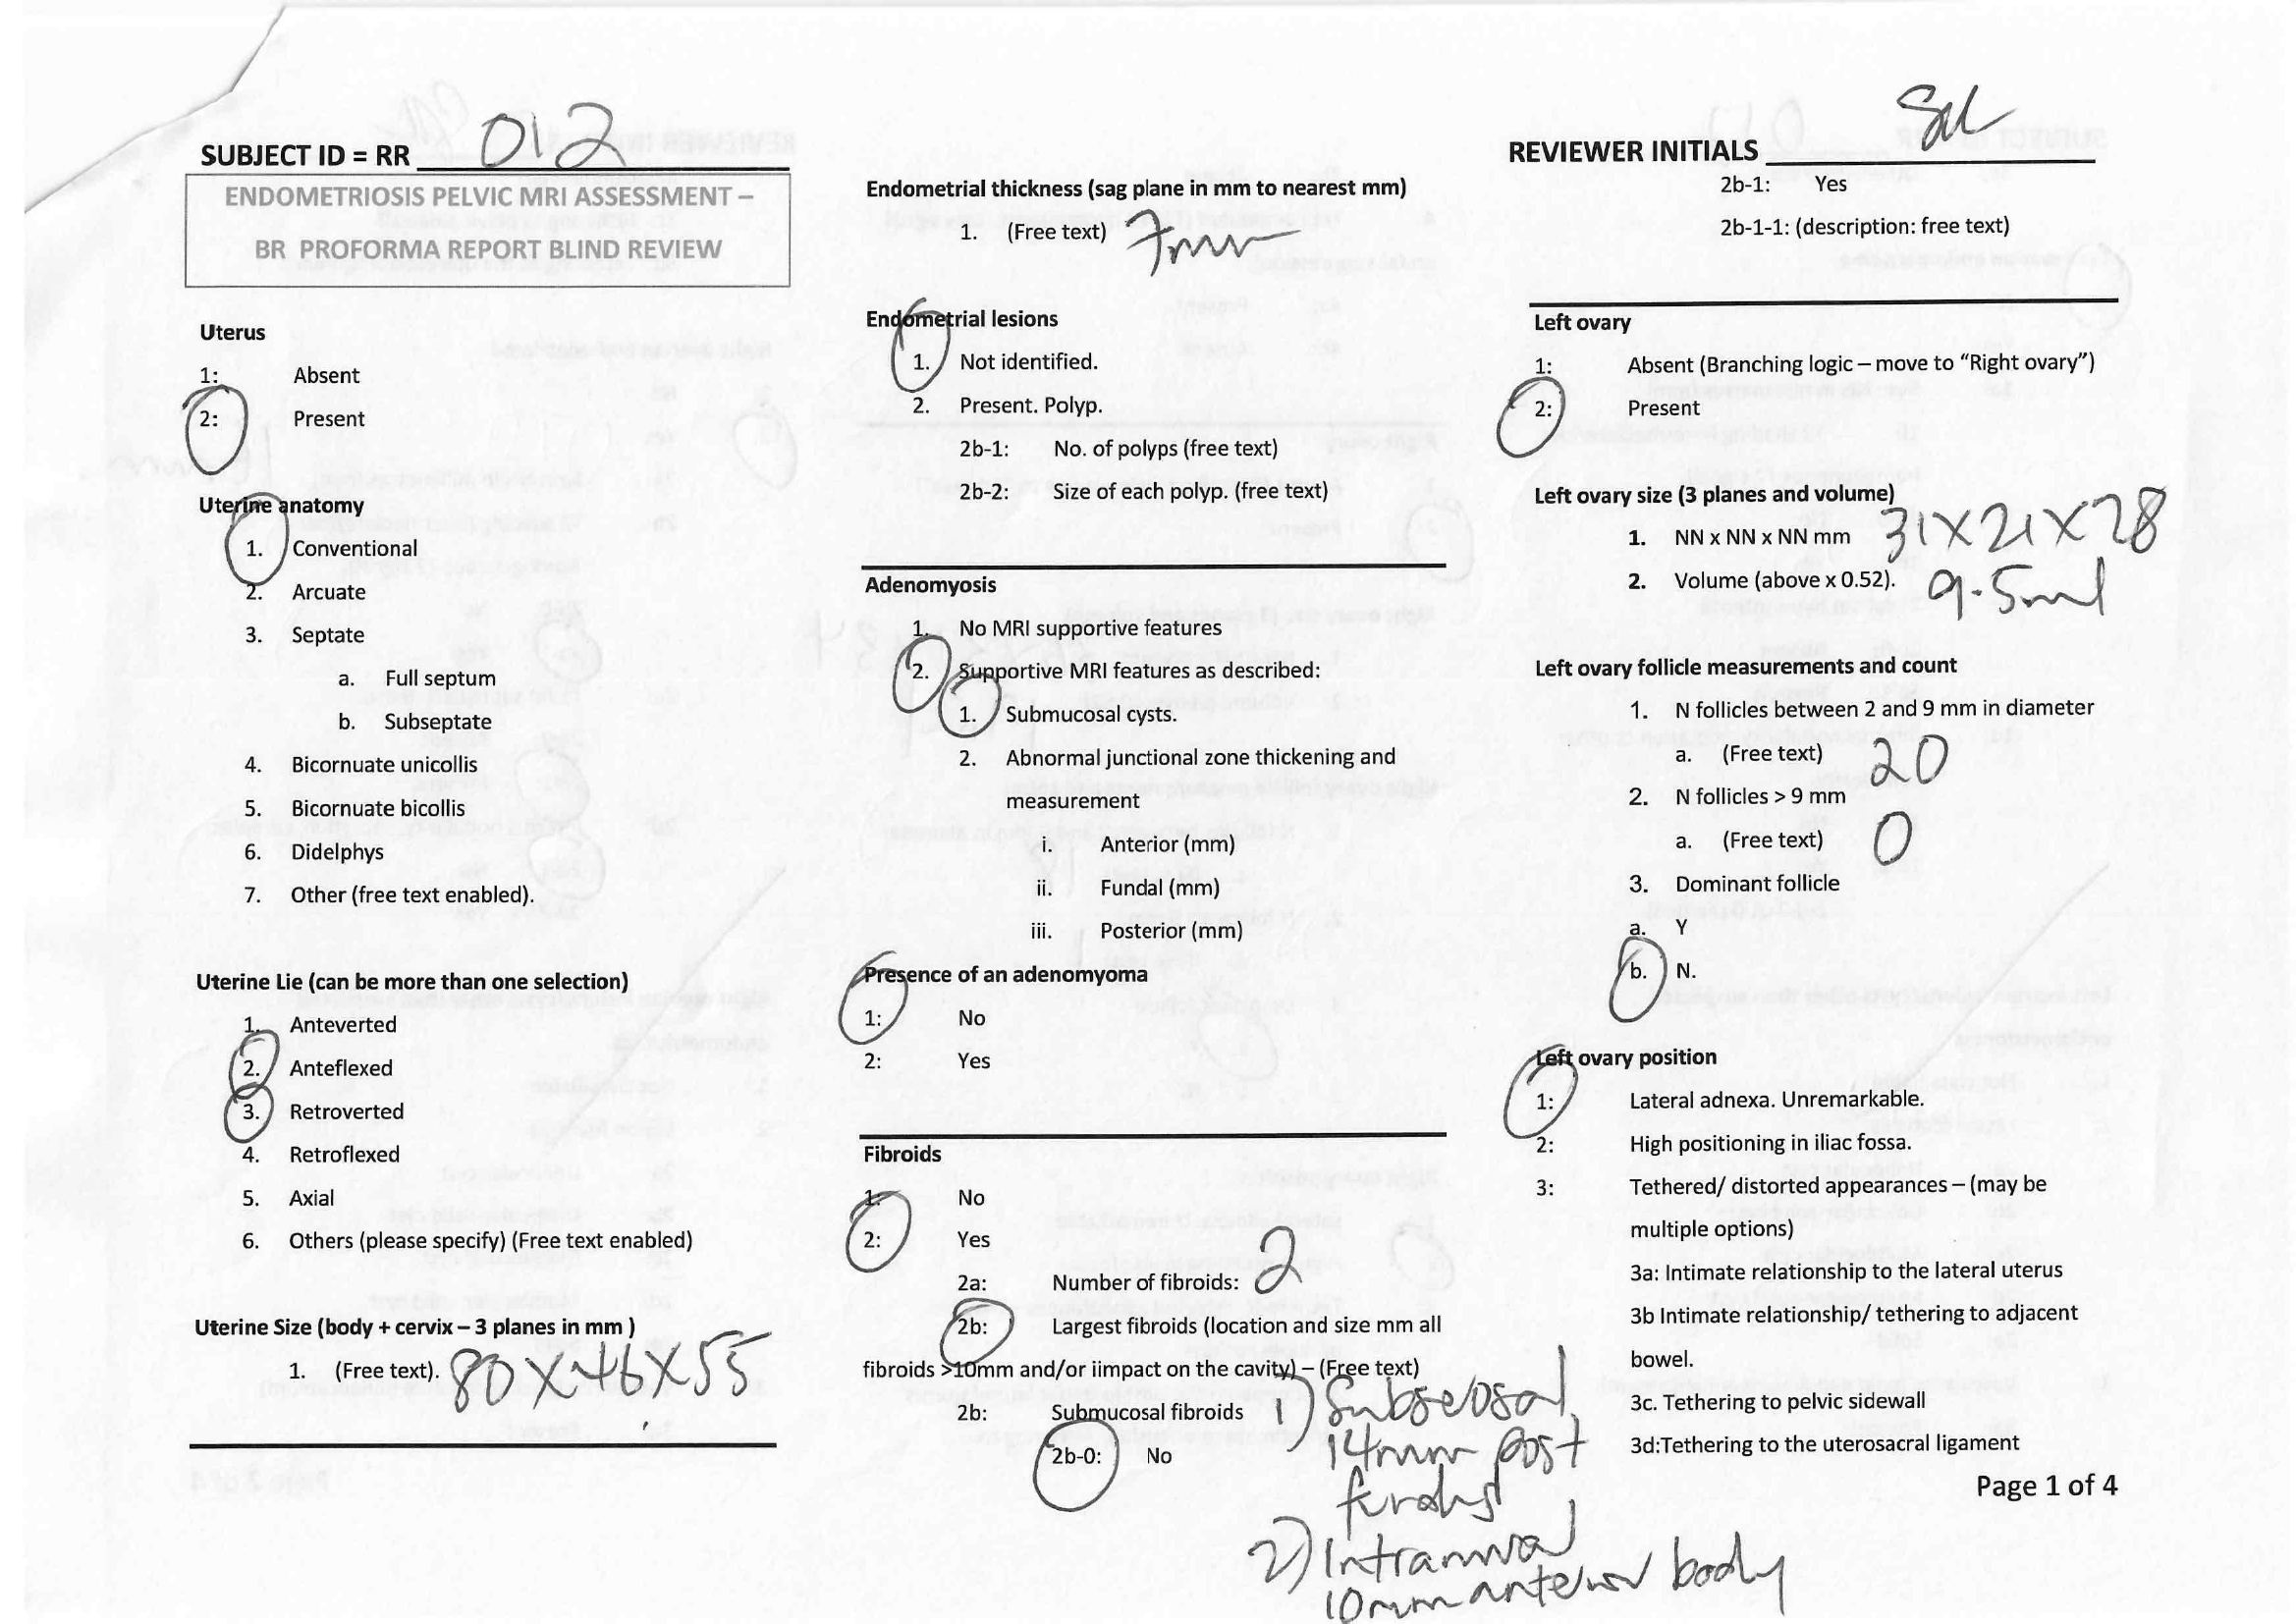 SUBJECT ID = RR 012
ENDOMETRIOSIS PELVIC MRI ASSESSMENT –
BR PROFORMA REPORT BLIND REVIEW
Uterus
1: Absent
2: Present
Uterine anatomy
1. Conventional
2. Arcuate
3. Septate
a. Full septum
b. Subseptate
4. Bicornuate unicollis
5. Bicornuate bicollis
6. Didelphys
7. Other (free text enabled).
Uterine Lie (can be more than one selection)
1. Anteverted
2. Anteflexed
3. Retroverted
4. Retroflexed
5. Axial
6. Others (please specify) (Free text enabled)
Uterine Size (body + cervix – 3 planes in mm )
1. (Free text). 80 X 46 X 55
Endometrial thickness (sag plane in mm to nearest mm)
1. (Free text) 7mm
Endometrial lesions
1. Not identified.
2. Present. Polyp.
2b-1: No. of polyps (free text)
2b-2: Size of each polyp. (free text)
Adenomyosis
1. No MRI supportive features
2. Supportive MRI features as described:
1. Submucosal cysts.
2. Abnormal junctional zone thickening and
measurement
i. Anterior (mm)
ii. Fundal (mm)
iii. Posterior (mm)
Presence of an adenomyoma
1: No
2: Yes
Fibroids
1: No
2: Yes
2a: Number of fibroids: 2
2b: Largest fibroids (location and size mm all
fibroids >10mm and/or iimpact on the cavity) – (Free text)
2b: Submucosal fibroids
2b-0: No
1) Subserosal
14mm post
fundus
2) Intramural
10mm anterior body
REVIEWER INITIALS
2b-1: Yes
2b-1-1: (description: free text)
Left ovary
1: Absent (Branching logic – move to “Right ovary”)
2: Present
Left ovary size (3 planes and volume)
1. NN x NN x NN mm 31 X 21 X 28
2. Volume (above x 0.52). 9.5ml
Left ovary follicle measurements and count
1. N follicles between 2 and 9 mm in diameter
a. (Free text) 20
2. N follicles > 9 mm
a. (Free text) 0
3. Dominant follicle
a. Y
b. N.
Left ovary position
1: Lateral adnexa. Unremarkable.
2: High positioning in iliac fossa.
3: Tethered/ distorted appearances – (may be
multiple options)
3a: Intimate relationship to the lateral uterus
3b Intimate relationship/ tethering to adjacent
bowel.
3c. Tethering to pelvic sidewall
3d:Tethering to the uterosacral ligament
Page 1 of 4